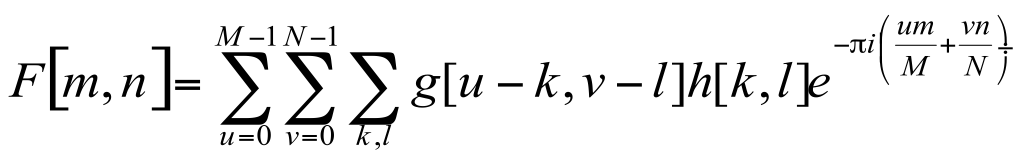 F[m, n] = \sum_{u=0}^{M-1} \sum_{v=0}^{N-1} \sum_{k,l} g[u - k, v - l]h[k, l]e^{-\pi i\left(\frac{um}{M}+\frac{vn}{N}\right)}